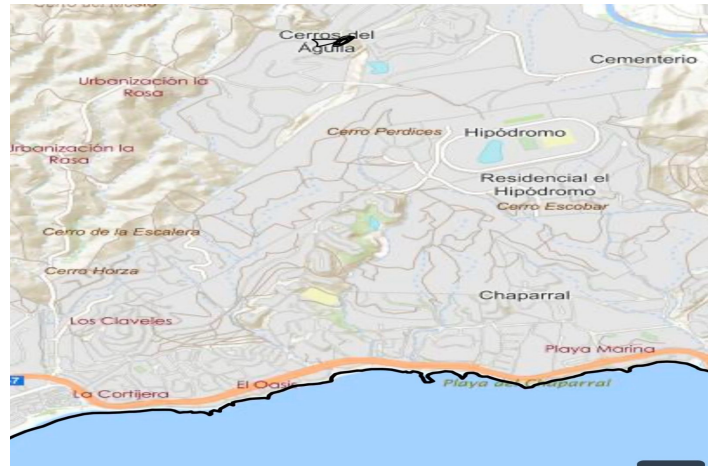 Cerros del
Águila
Cementerio
Urbanización la
Rosa
Cerro Perdices
Hipódromo
Urbanización la
Rosa
Residencial el
Hipódromo
Cerro Escobar
Cerro de la Escalera
Cerro Horza
Chaparral
Los Claveles
Playa Marina
7
El Oasis
Playa del Chaparral
La Cortijera